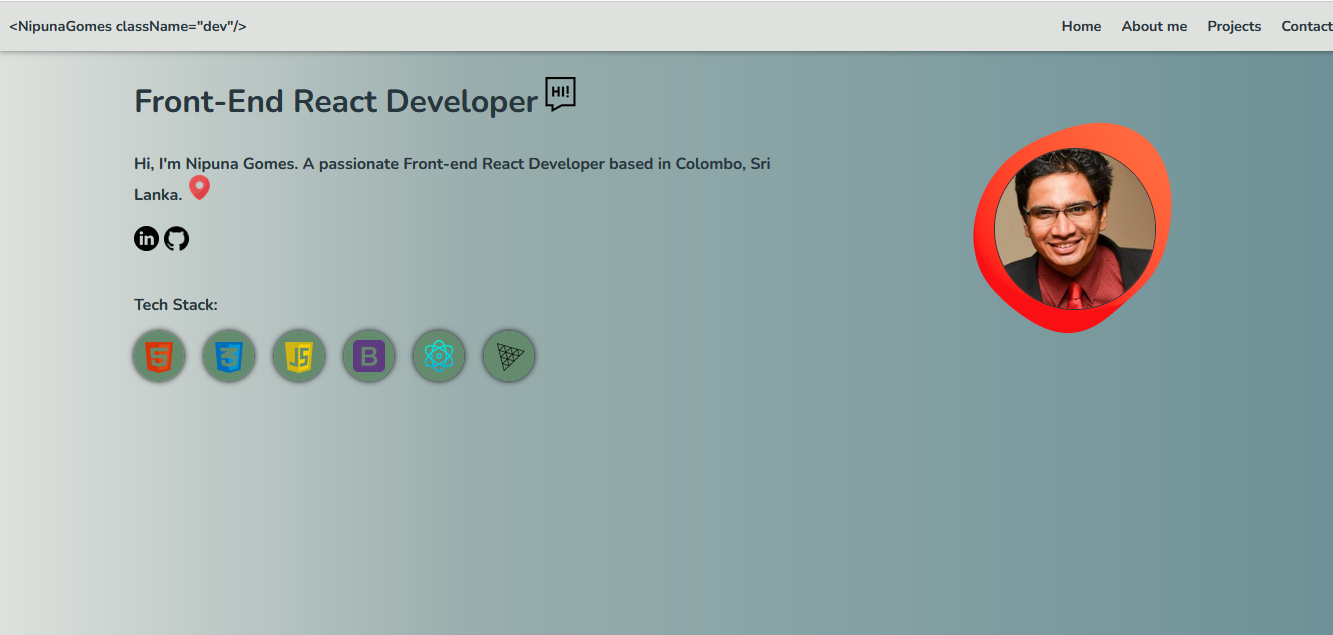 <NipunaGomes className="dev"/>
Home About me Projects Contact
Front-End React Developer HI!
Hi, I'm Nipuna Gomes. A passionate Front-end React Developer based in Colombo, Sri
Lanka.
in
Tech Stack:
5 3 JS B